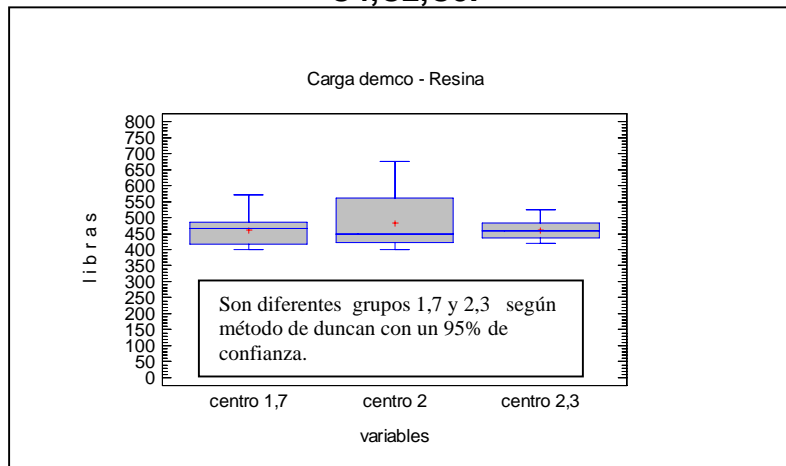 Carga demco - Resina
800
750
700
650
600
550
500
450
400
350
300
250
200
150
100
50
0
libras
Son diferentes grupos 1,7 y 2,3 según
método de duncan con un 95% de
confianza.
centro 1,7 centro 2 centro 2,3
variables